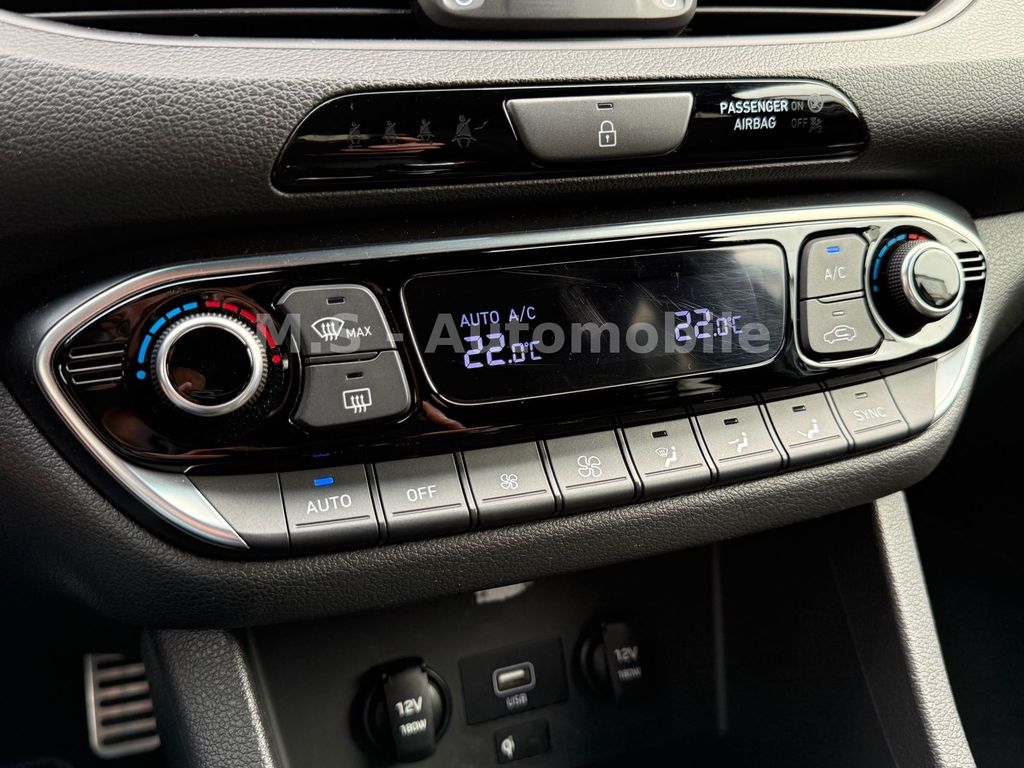 PASSENGER ON
AIRBAG OFF
A/C
MAX
AUTO A/C
22.0°C
22.0°C
M.S - Automobile
AUTO
OFF
SYNC
12V
180W
USB
12V
180W